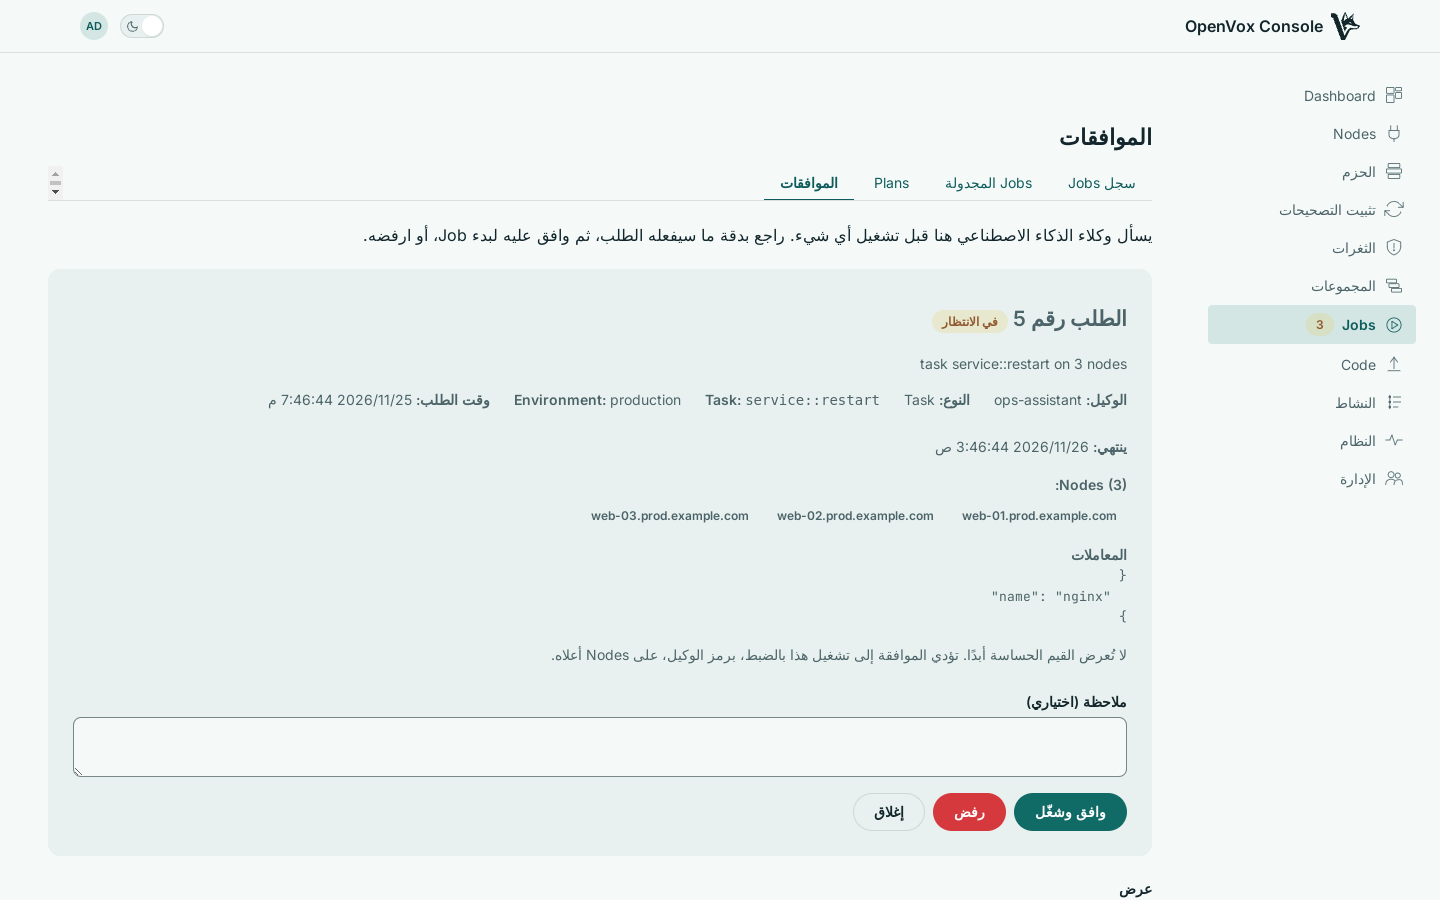 OpenVox Console
AD
Dashboard
Nodes
الحزم
تثبيت التصحيحات
الثغرات
المجموعات
Jobs 3
Code
النشاط
النظام
الإدارة
الموافقات
سجل Jobs
Jobs المجدولة
Plans
الموافقات
يسأل وكلاء الذكاء الاصطناعي هنا قبل تشغيل أي شيء. راجع بدقة ما سيفعله الطلب، ثم وافق عليه لبدء Job، أو ارفضه.
الطلب رقم 5 في الانتظار
task service::restart on 3 nodes
الوكيل: ops-assistant النوع: Task Task: service::restart Environment: production وقت الطلب: 2026/11/25 7:46:44 م
ينتهي: 2026/11/26 3:46:44 ص
Nodes (3):
web-01.prod.example.com web-02.prod.example.com web-03.prod.example.com
المعاملات
{
"name": "nginx"
}
لا تُعرض القيم الحساسة أبدًا. تؤدي الموافقة إلى تشغيل هذا بالضبط، برمز الوكيل، على Nodes أعلاه.
ملاحظة (اختياري)
وافق وشغّل
رفض
إغلاق
عرض